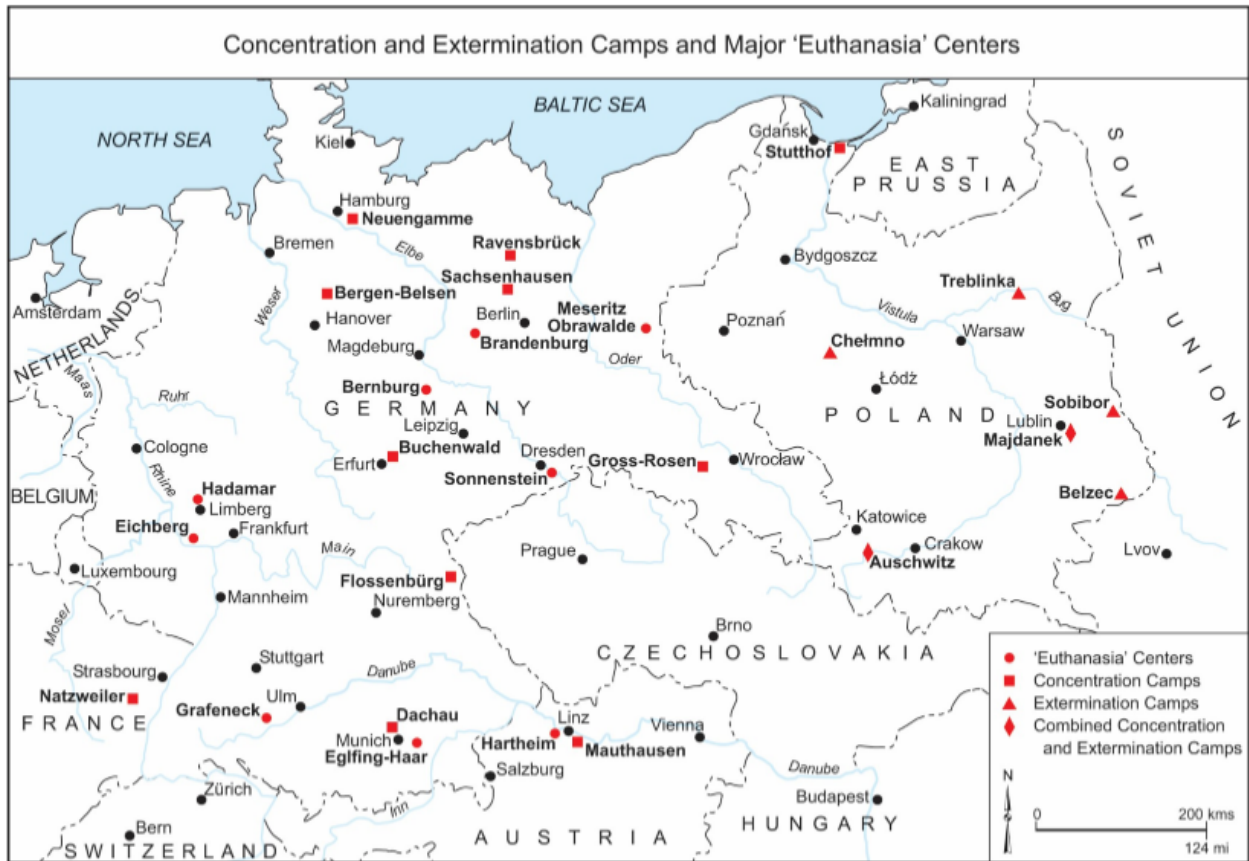 Concentration and Extermination Camps and Major 'Euthanasia' Centers
NORTH SEA
BALTIC SEA
Kiel
Kaliningrad
Gdańsk
Stutthof
EAST
PRUSSIA
SOVIET UNION
Hamburg
Neuengamme
Bremen
Elbe
Ravensbrück
Sachsenhausen
Bydgoszcz
Treblinka
Bug
Amsterdam
NETHERLANDS
Weser
Bergen-Belsen
Hanover
Berlin
Brandenburg
Meseritz
Obrawalde
Poznań
Vistula
Warsaw
Magdeburg
Oder
Chełmno
Maas
Ruhr
Bernburg
GERMANY
Łódź
POLAND
Sobibor
Lublin
Majdanek
Leipzig
Cologne
Buchenwald
Erfurt
Dresden
Sonnenstein
Gross-Rosen
Wrocław
Belzec
BELGIUM
Rhine
Hadamar
Limberg
Eichberg
Frankfurt
Katowice
Crakow
Auschwitz
Lvov
Main
Prague
Luxembourg
Flossenbürg
Mannheim
Nuremberg
Mosel
Brno
CZECHOSLOVAKIA
Strasbourg
Stuttgart
Danube
Natzweiler
FRANCE
Grafeneck
Ulm
Dachau
Munich
Eglfing-Haar
Hartheim
Linz
Mauthausen
Vienna
Salzburg
Danube
Budapest
Zürich
Inn
Bern
SWITZERLAND
AUSTRIA
HUNGARY
'Euthanasia' Centers
Concentration Camps
Extermination Camps
Combined Concentration
and Extermination Camps
N
S
0 200 kms
124 mi